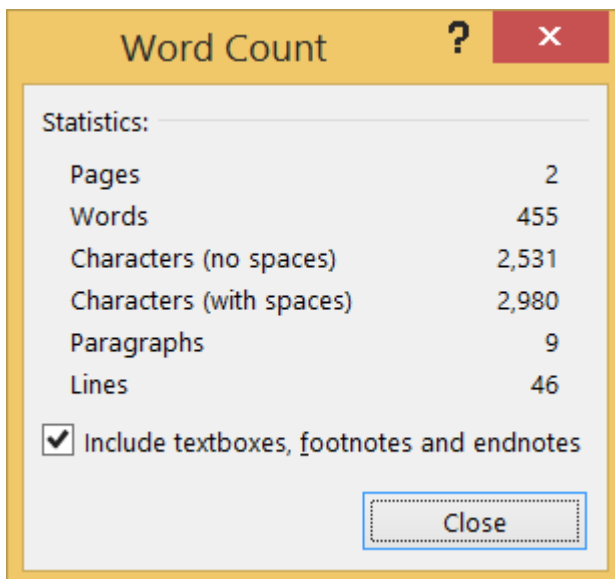 Word Count ?
Statistics:
Pages 2
Words 455
Characters (no spaces) 2,531
Characters (with spaces) 2,980
Paragraphs 9
Lines 46
Include textboxes, footnotes and endnotes
Close